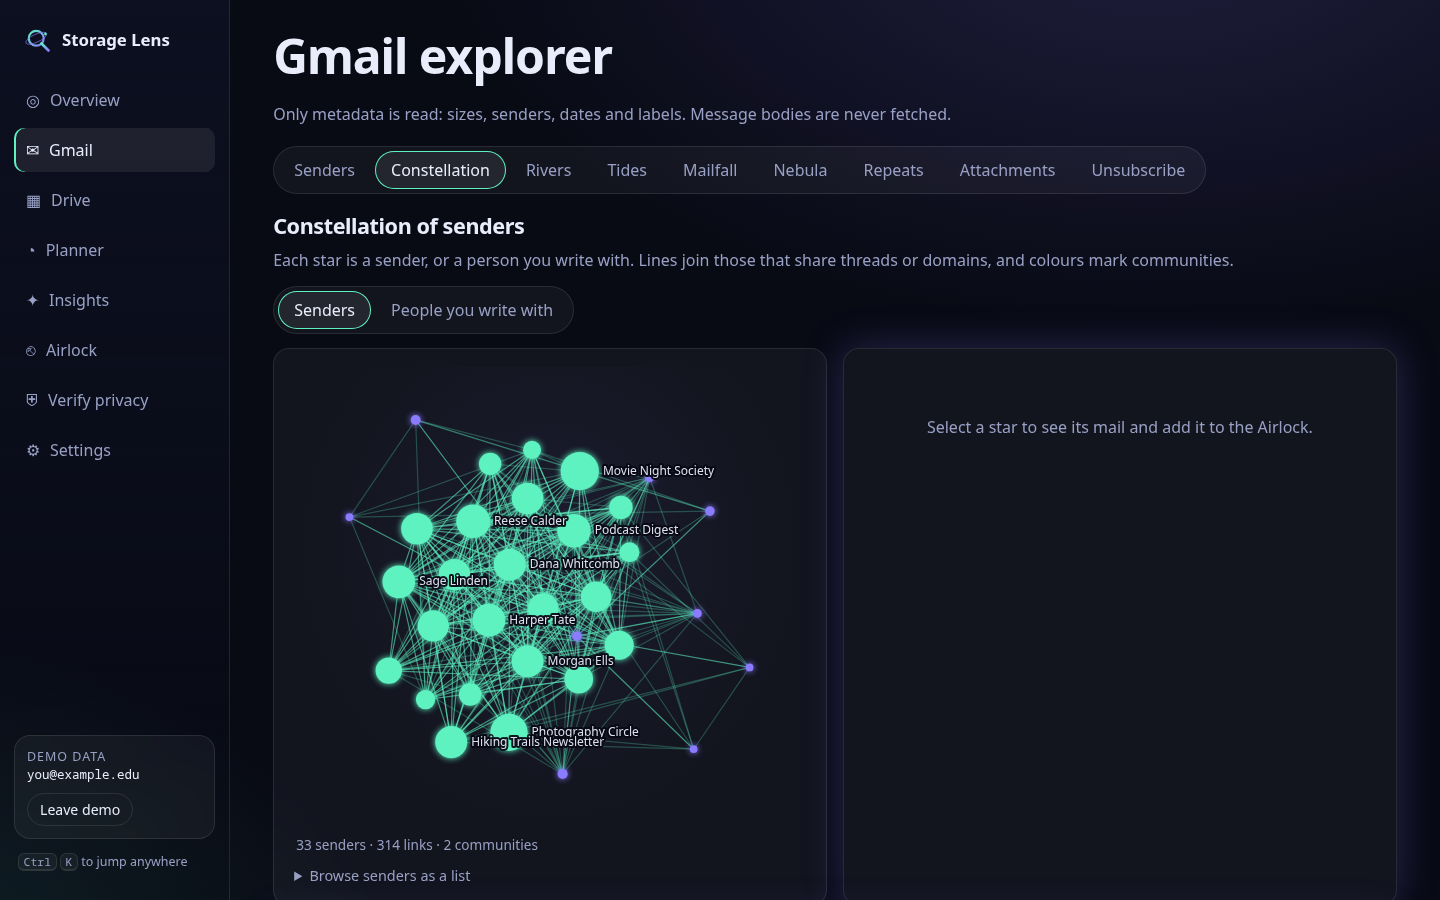 Storage Lens
Overview
Gmail
Drive
Planner
Insights
Airlock
Verify privacy
Settings
DEMO DATA
you@example.edu
Leave demo
Ctrl K to jump anywhere
Gmail explorer
Only metadata is read: sizes, senders, dates and labels. Message bodies are never fetched.
Senders Constellation Rivers Tides Mailfall Nebula Repeats Attachments Unsubscribe
Constellation of senders
Each star is a sender, or a person you write with. Lines join those that share threads or domains, and colours mark communities.
Senders People you write with
Movie Night Society
Reese Calder
Podcast Digest
Dana Whitcomb
Sage Linden
Harper Tate
Morgan Ells
Photography Circle
Hiking Trails Newsletter
33 senders · 314 links · 2 communities
Browse senders as a list
Select a star to see its mail and add it to the Airlock.